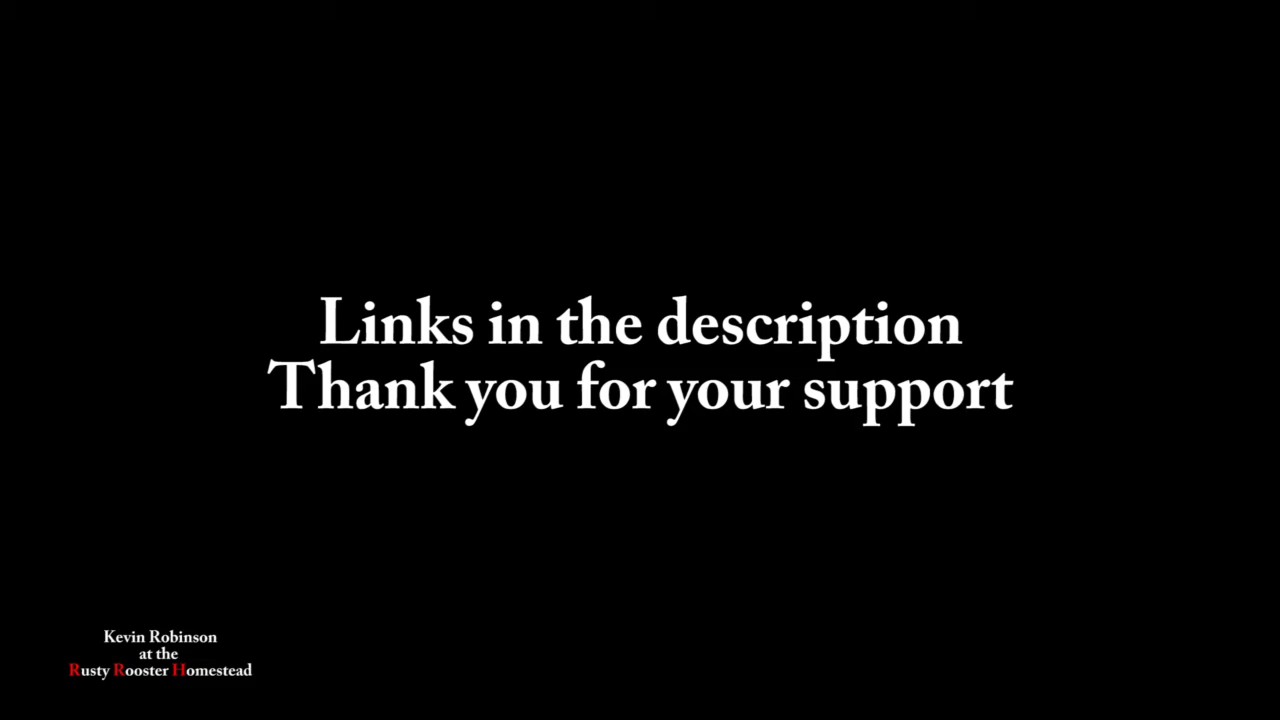 Links in the description
Thank you for your support
Kevin Robinson
at the
Rusty Rooster Homestead